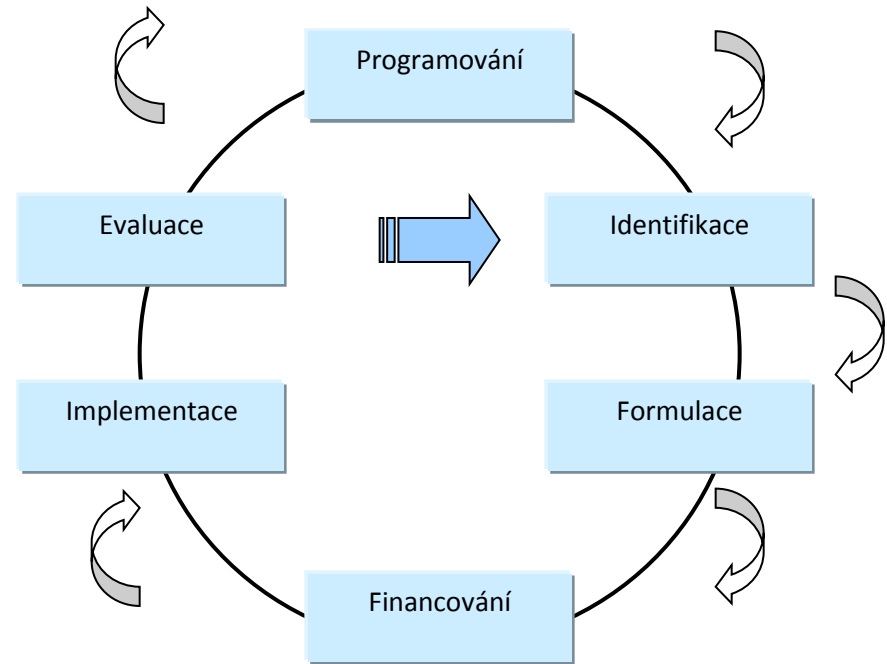 Programování
Evaluace
Identifikace
Implementace
Formulace
Financování